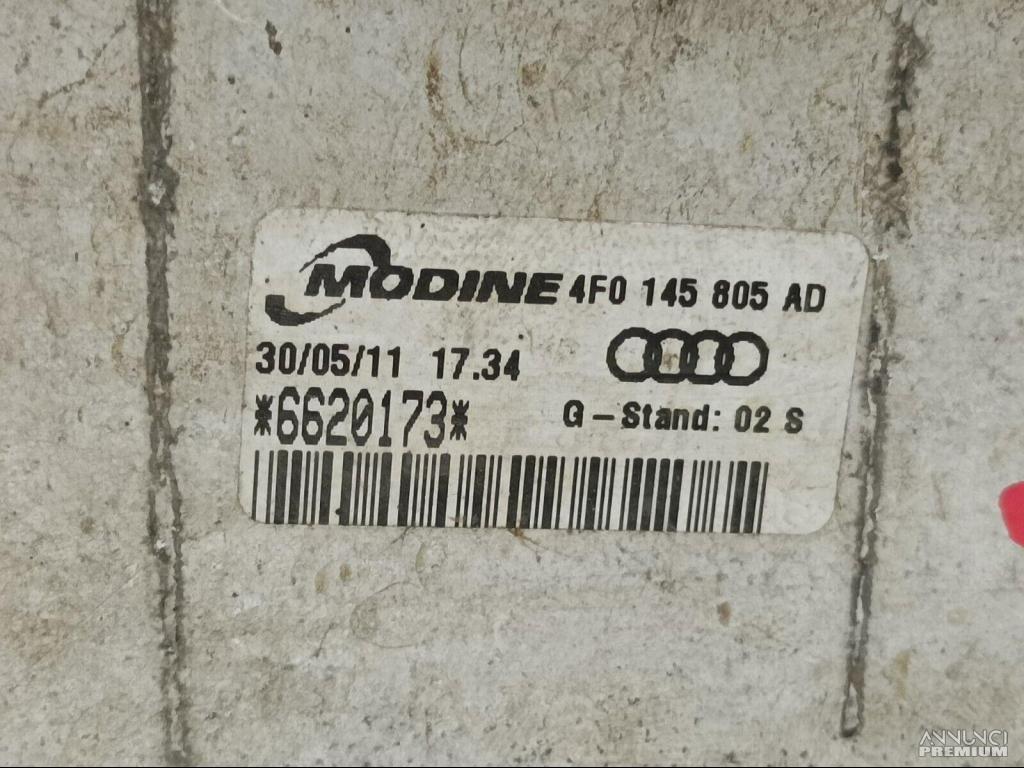 MODINE 4F0 145 805 AD
30/05/11 17.34
*6620173*
G-Stand: 02 S
ANNUNCI
PREMIUM